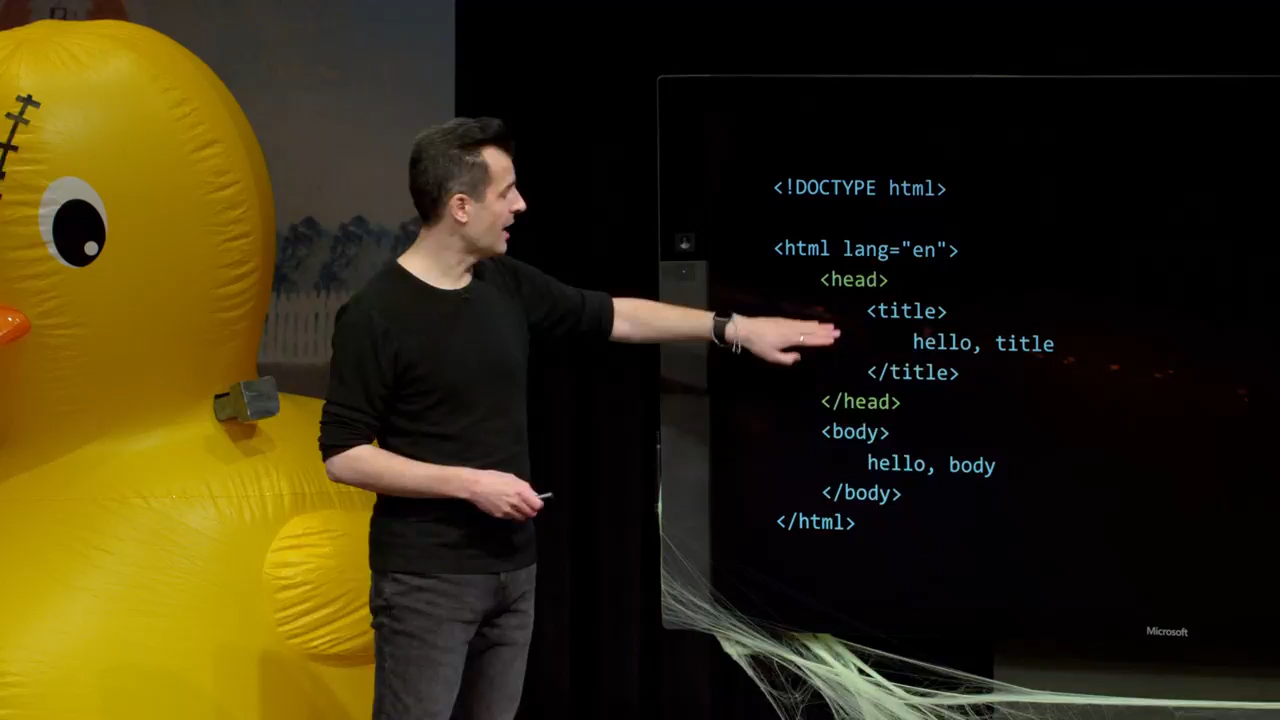 <!DOCTYPE html>
<html lang="en">
<head>
<title>
hello, title
</title>
</head>
<body>
hello, body
</body>
</html>
Microsoft